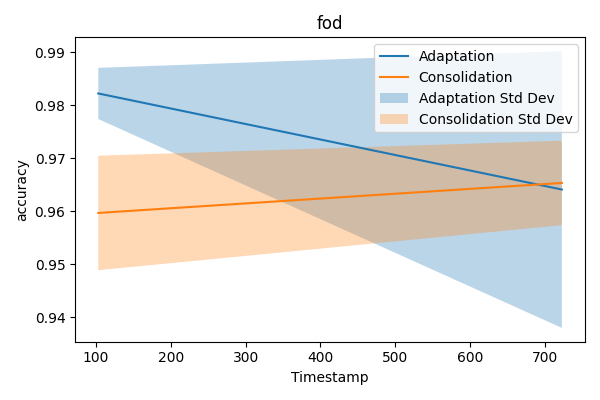 fod
Adaptation
Consolidation
Adaptation Std Dev
Consolidation Std Dev
accuracy
0.99
0.98
0.97
0.96
0.95
0.94
100 200 300 400 500 600 700
Timestamp